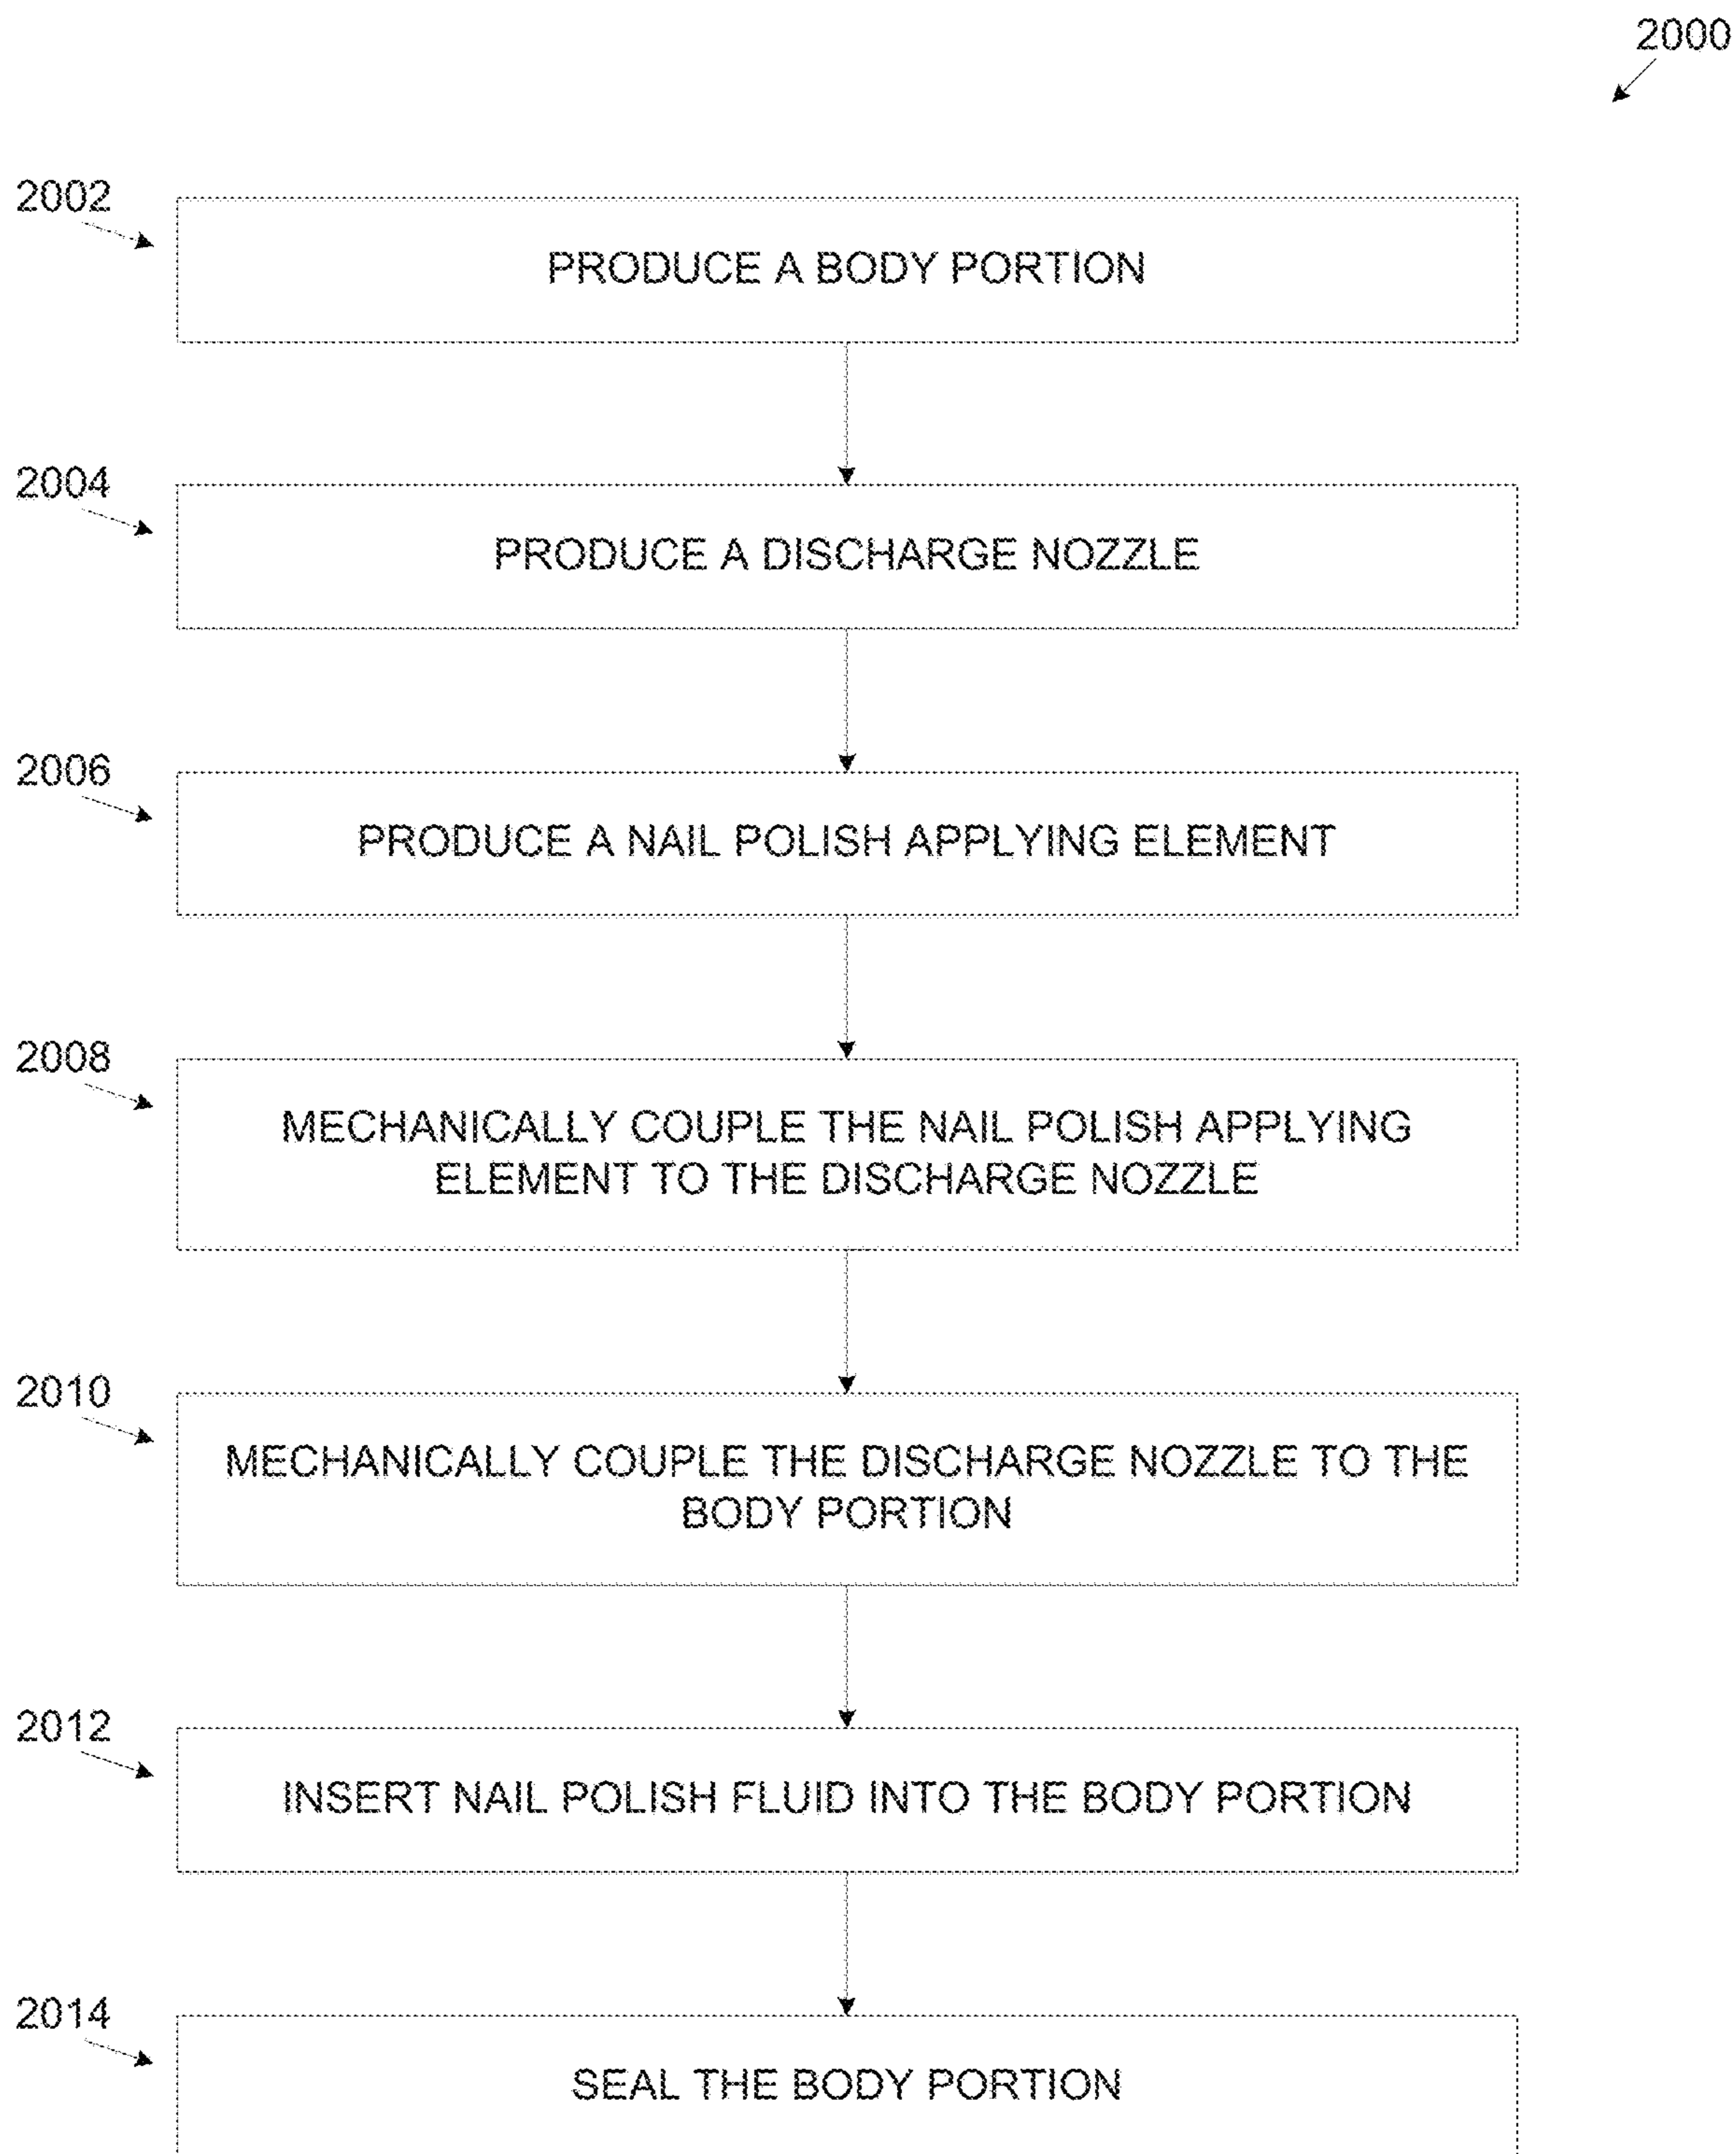 2000
2002
PRODUCE A BODY PORTION
2004
PRODUCE A DISCHARGE NOZZLE
2006
PRODUCE A NAIL POLISH APPLYING ELEMENT
2008
MECHANICALLY COUPLE THE NAIL POLISH APPLYING
ELEMENT TO THE DISCHARGE NOZZLE
2010
MECHANICALLY COUPLE THE DISCHARGE NOZZLE TO THE
BODY PORTION
2012
INSERT NAIL POLISH FLUID INTO THE BODY PORTION
2014
SEAL THE BODY PORTION